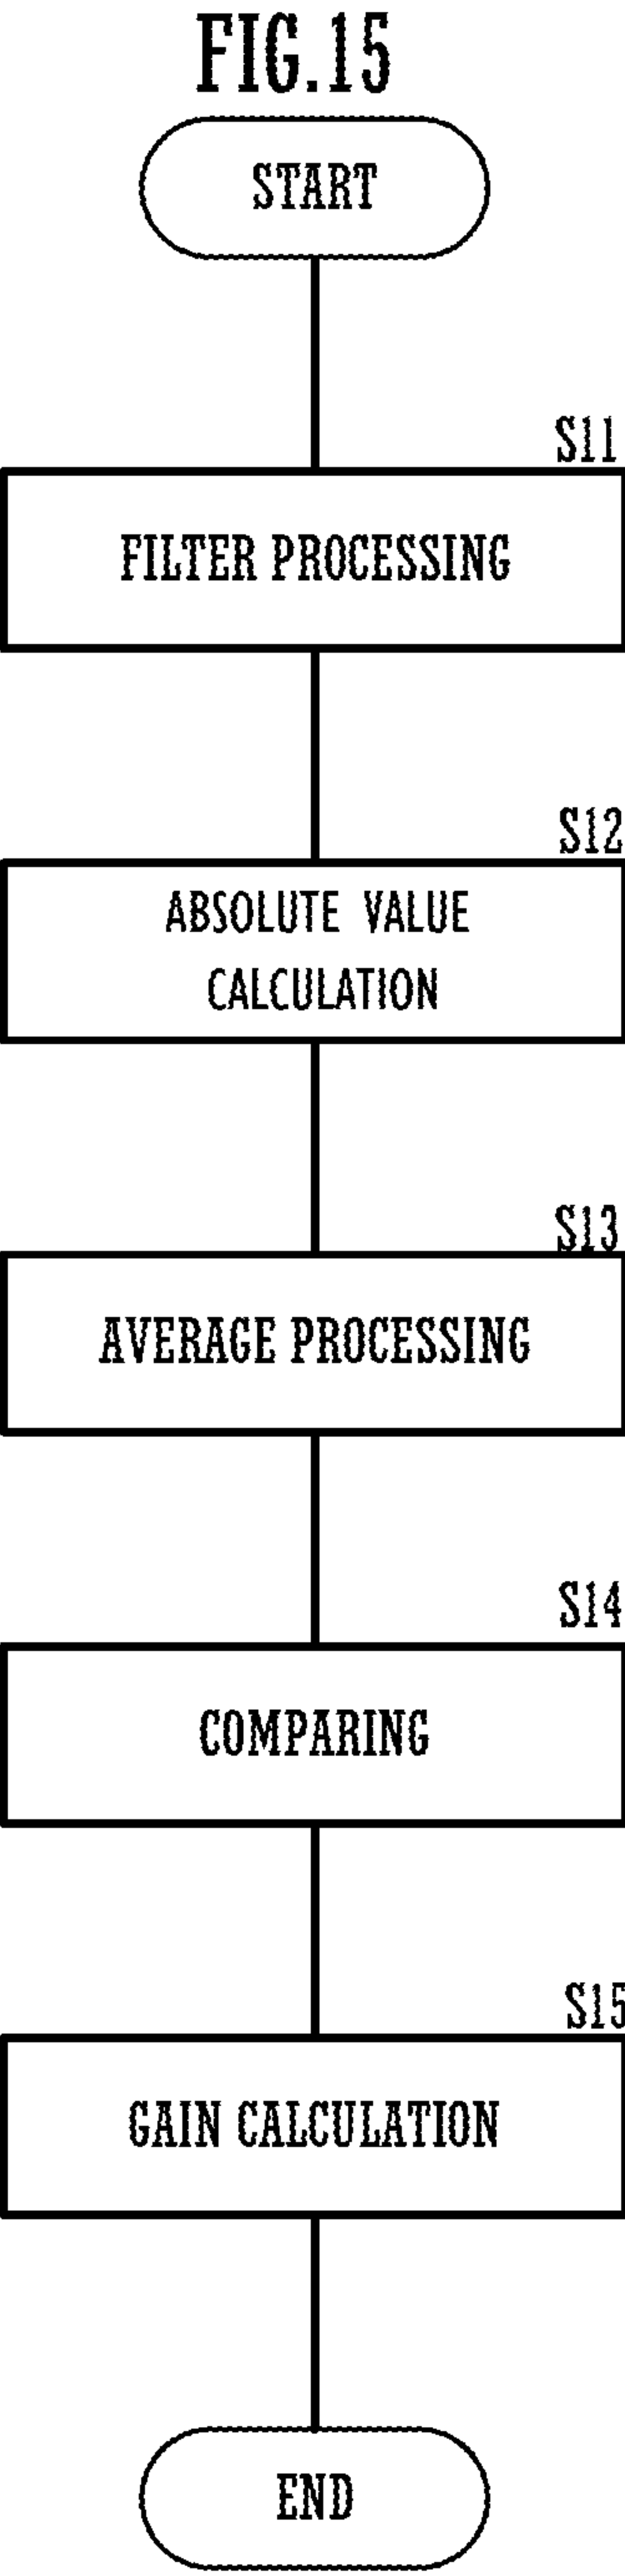 FIG.15
START
S11
FILTER PROCESSING
S12
ABSOLUTE VALUE
CALCULATION
S13
AVERAGE PROCESSING
S14
COMPARING
S15
GAIN CALCULATION
END